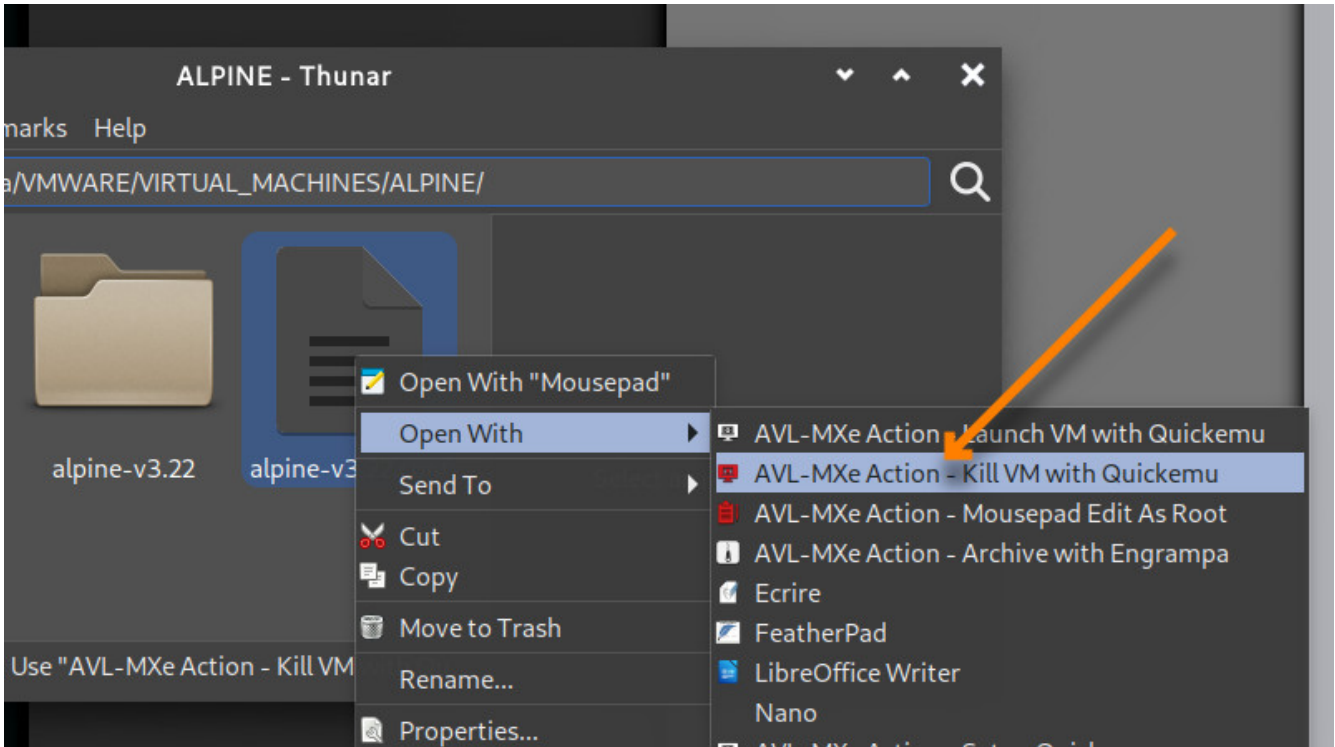 ALPINE - Thunar
marks Help
a/VMWARE/VIRTUAL_MACHINES/ALPINE/
alpine-v3.22
alpine-v3
Open With "Mousepad"
Open With
Send To
Cut
Copy
Move to Trash
Rename...
Properties...
AVL-MXe Action - Launch VM with Quickemu
AVL-MXe Action - Kill VM with Quickemu
AVL-MXe Action - Mousepad Edit As Root
AVL-MXe Action - Archive with Engrampa
Ecrire
FeatherPad
LibreOffice Writer
Nano
Use "AVL-MXe Action - Kill VM